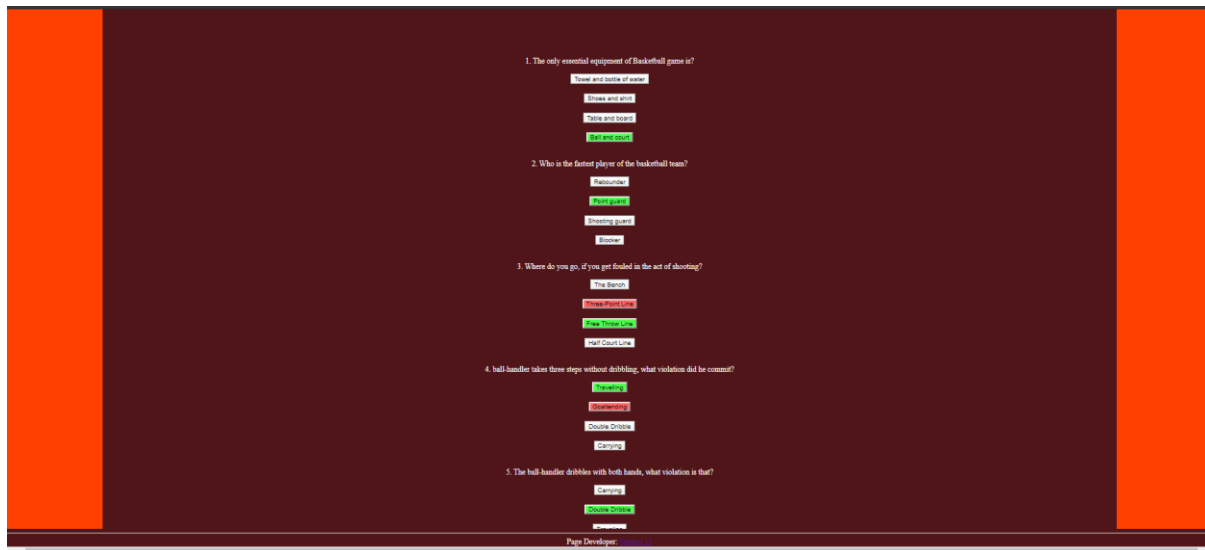 1. The only essential equipment of Basketball game is?
Towel and bottle of water
Shoes and shirt
Table and board
Ball and court
2. Who is the fastest player of the basketball team?
Rebounder
Point guard
Shooting guard
Blocker
3. Where do you go, if you get fouled in the act of shooting?
The Bench
Three-Point Line
Free Throw Line
Half Court Line
4. ball-handler takes three steps without dribbling, what violation did he commit?
Travelling
Goaltending
Double Dribble
Carrying
5. The ball-handler dribbles with both hands, what violation is that?
Carrying
Double Dribble
Page Developer: